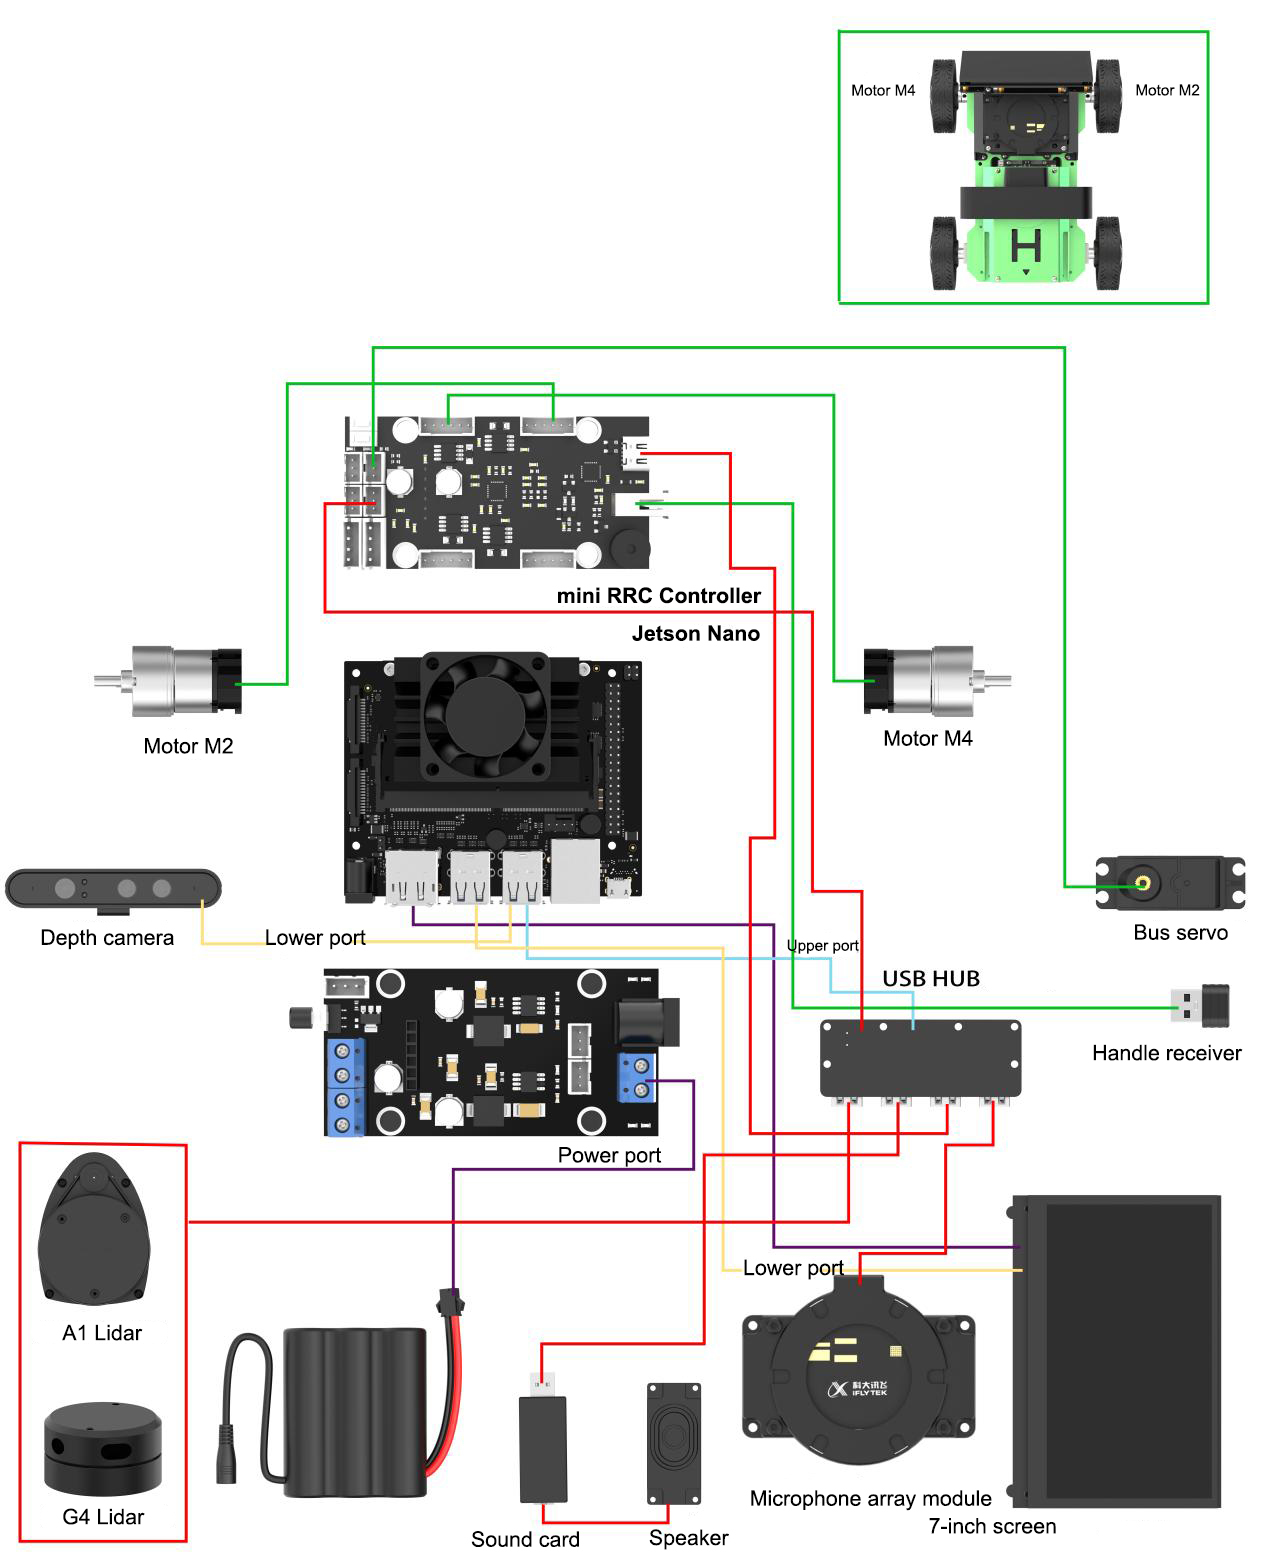 Motor M4
Motor M2
H
mini RRC Controller
Jetson Nano
Motor M2
Motor M4
Depth camera
Lower port
Upper port
USB HUB
Bus servo
Handle receiver
Power port
Lower port
A1 Lidar
G4 Lidar
科大讯飞
IFLYTEK
Sound card
Speaker
Microphone array module
7-inch screen